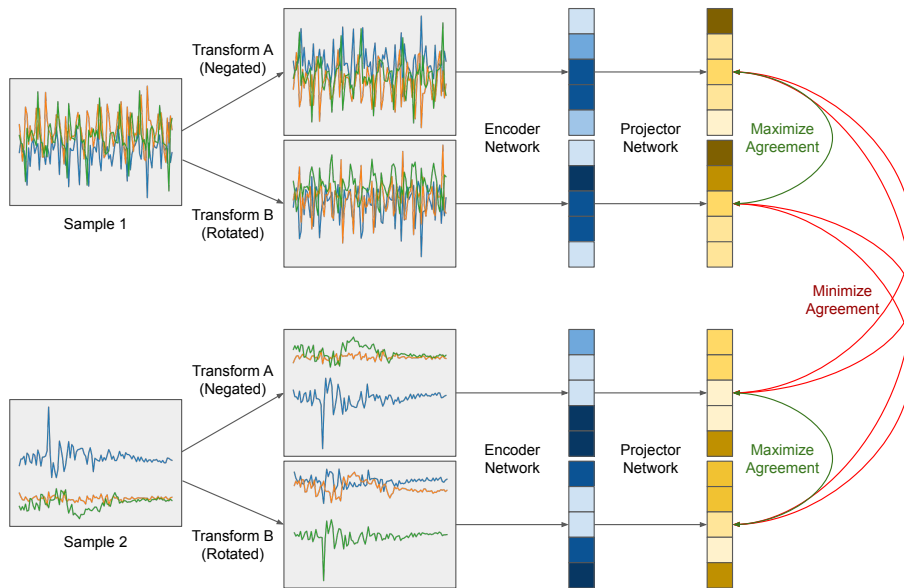 Transform A
(Negated)
Sample 1
Transform B
(Rotated)
Encoder
Network
Projector
Network
Maximize
Agreement
Minimize
Agreement
Transform A
(Negated)
Sample 2
Transform B
(Rotated)
Encoder
Network
Projector
Network
Maximize
Agreement